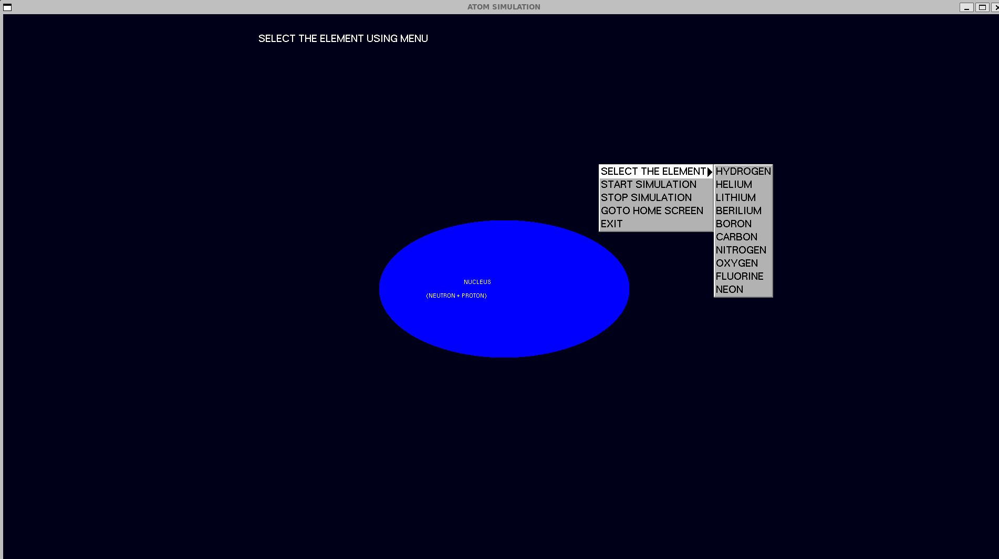 ATOM SIMULATION
SELECT THE ELEMENT USING MENU
SELECT THE ELEMENT
START SIMULATION
STOP SIMULATION
GOTO HOME SCREEN
EXIT
HYDROGEN
HELIUM
LITHIUM
BERILIUM
BORON
CARBON
NITROGEN
OXYGEN
FLUORINE
NEON
NUCLEUS
(NEUTRON + PROTON)